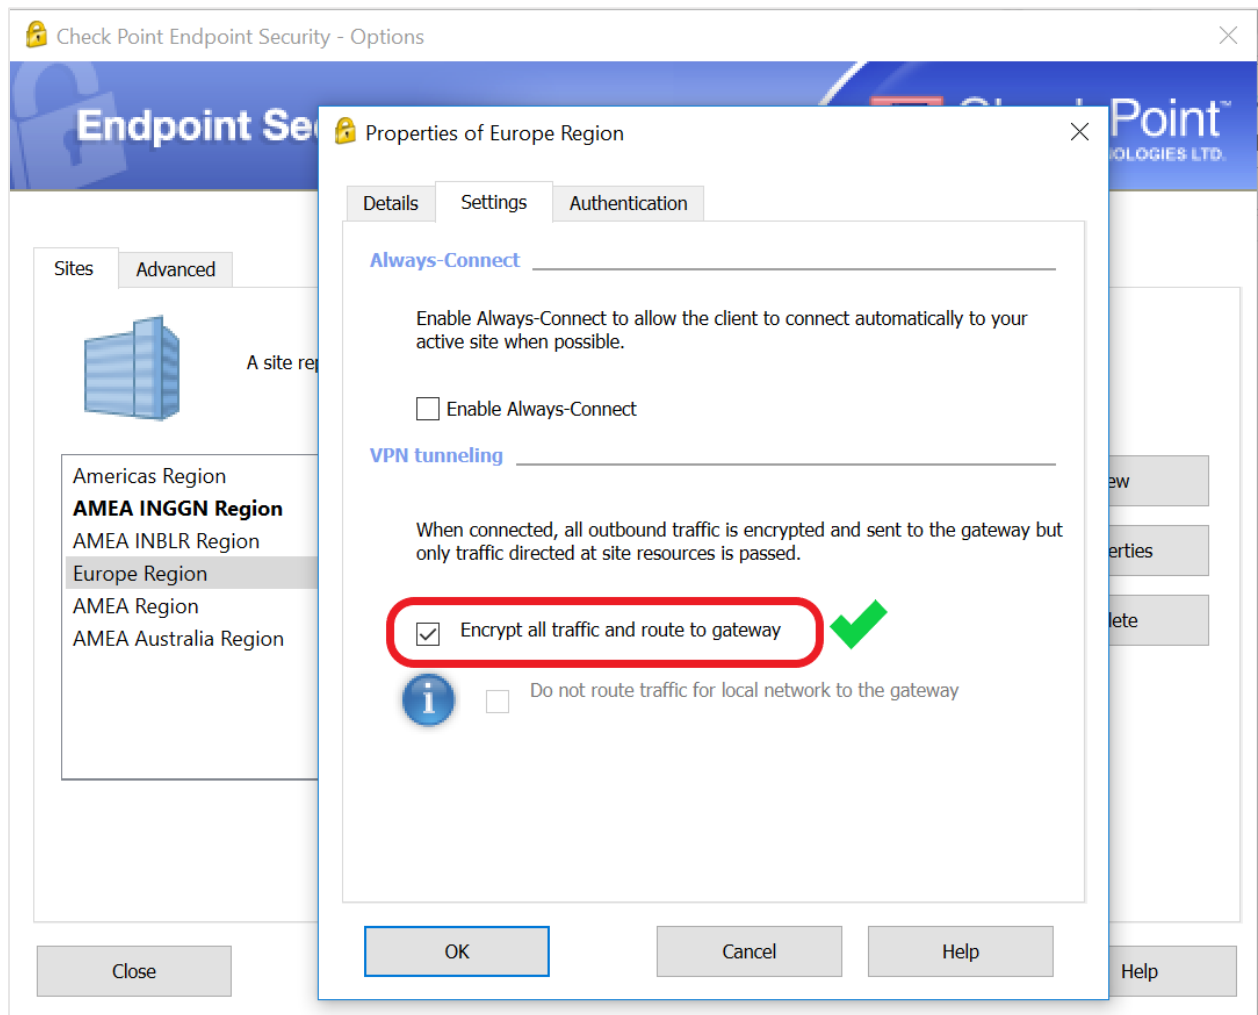 Check Point Endpoint Security - Options
Endpoint Se
Point™
OLOGIES LTD.
Properties of Europe Region
Details
Settings
Authentication
Sites
Advanced
Always-Connect
Enable Always-Connect to allow the client to connect automatically to your
active site when possible.
A site rep
Enable Always-Connect
VPN tunneling
Americas Region
AMEA INGGN Region
AMEA INBLR Region
Europe Region
AMEA Region
AMEA Australia Region
When connected, all outbound traffic is encrypted and sent to the gateway but
only traffic directed at site resources is passed.
ew
erties
lete
Encrypt all traffic and route to gateway
i
Do not route traffic for local network to the gateway
OK
Cancel
Help
Close
Help